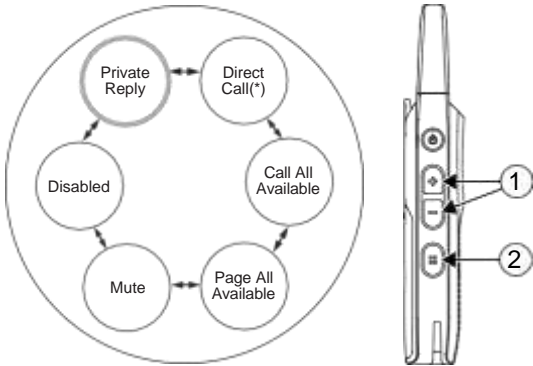 Private
Reply
Direct
Call(*)
Call All
Available
Page All
Available
Mute
Disabled
1
2